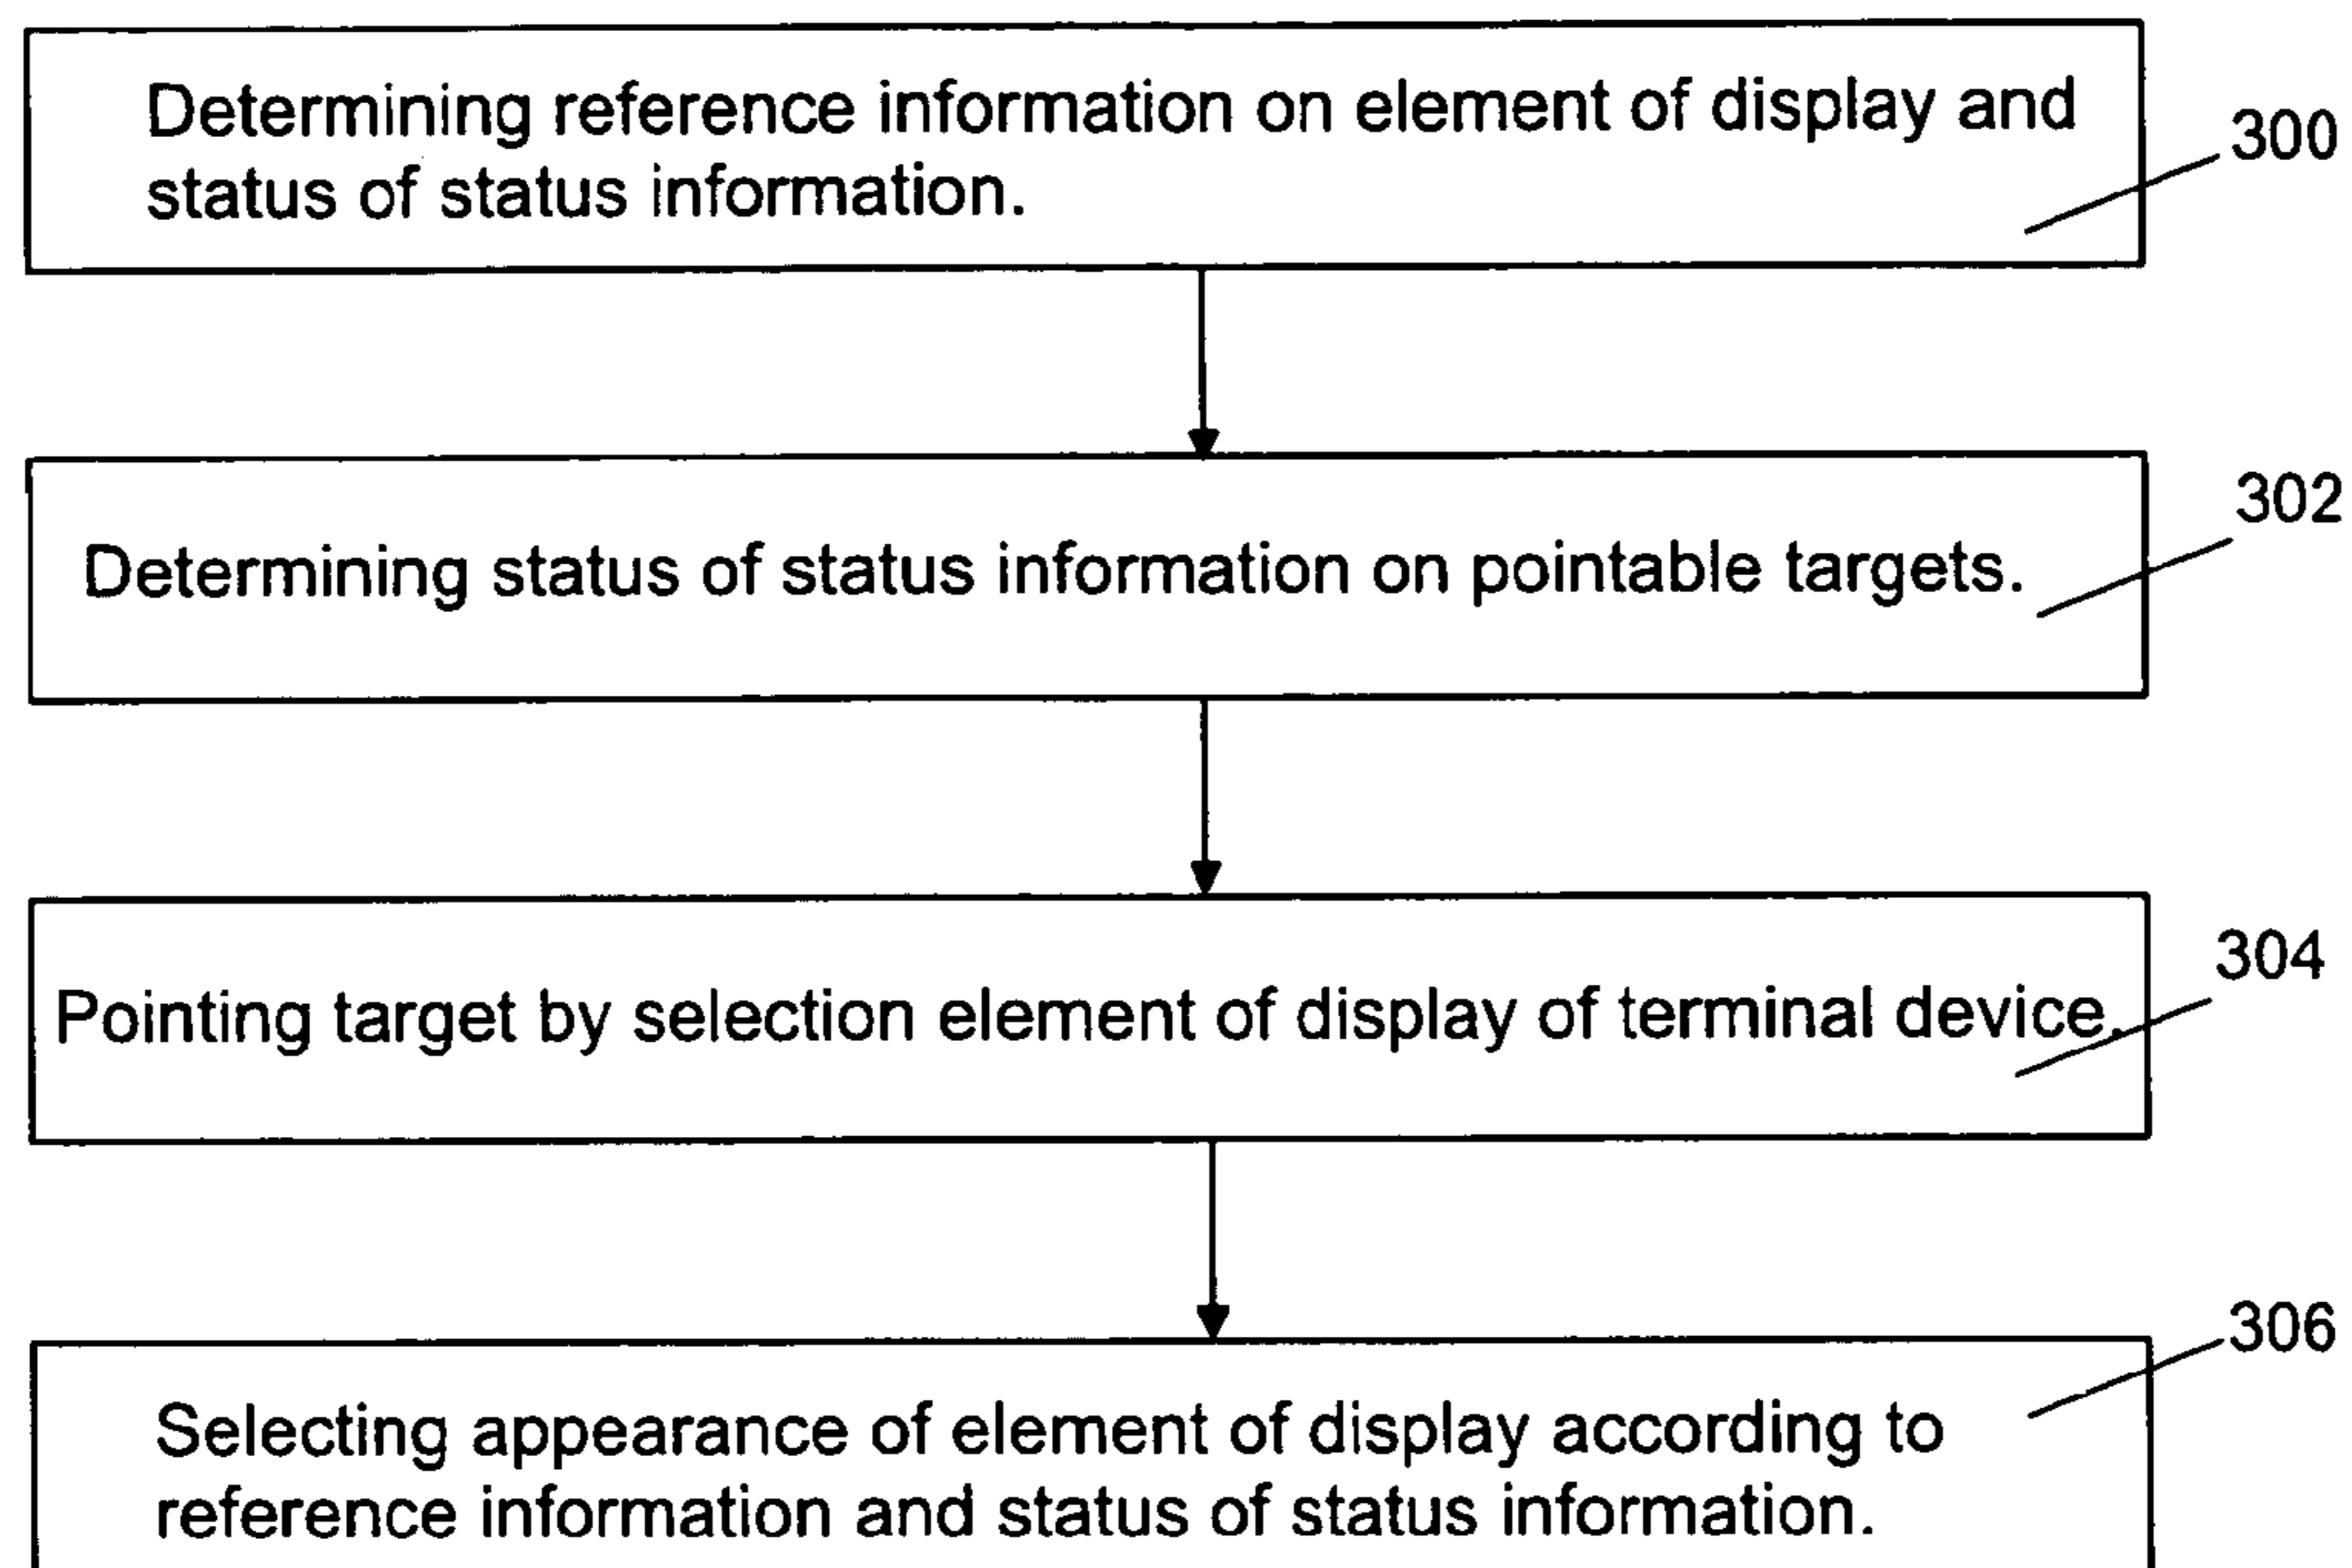 Determining reference information on element of display and
status of status information.
300
Determining status of status information on pointable targets.
302
Pointing target by selection element of display of terminal device.
304
306
Selecting appearance of element of display according to
reference information and status of status information.